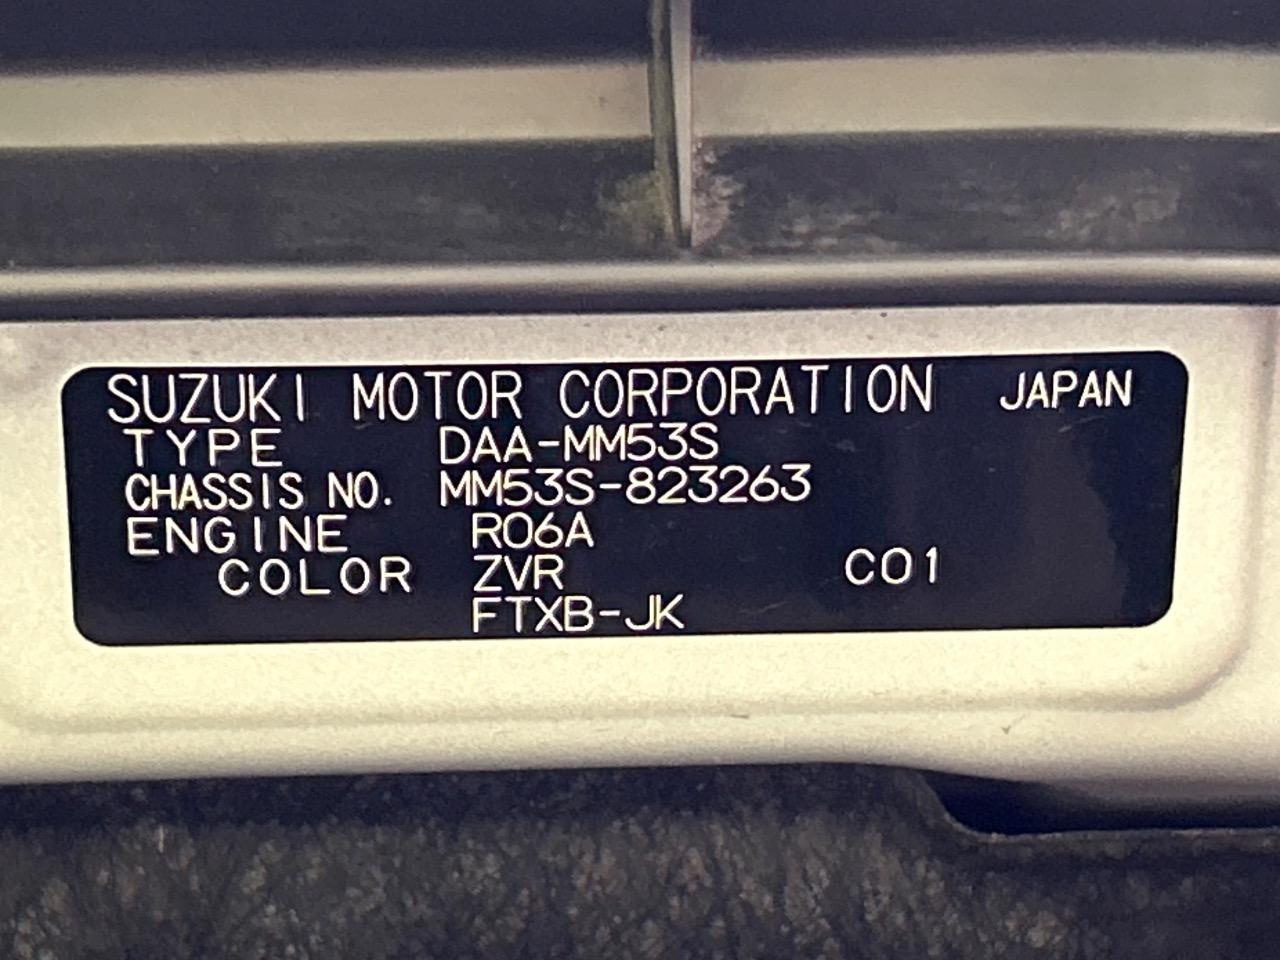 SUZUKI MOTOR CORPORATION JAPAN
TYPE DAA-MM53S
CHASSIS NO. MM53S-823263
ENGINE R06A
COLOR ZVR C01
FTXB-JK